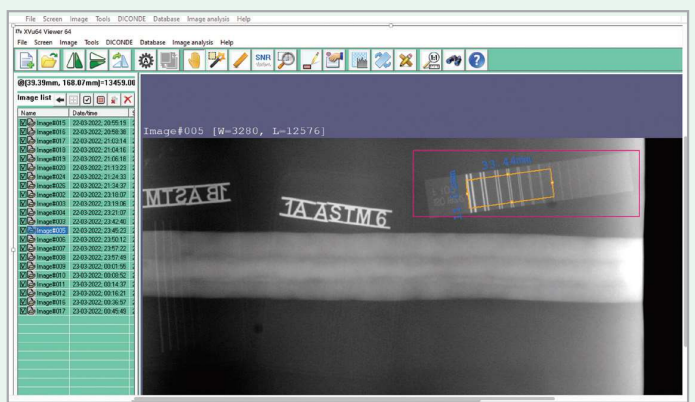 File Screen Image Tools DICONDE Database Image analysis Help
XVu64 Viewer 64
File Screen Image Tools DICONDE Database Image analysis Help
SNR
@(39.39mm, 168.07mm)=13459.06
Image list
Name Date/time
Image#015 22-03-2022; 20:55:19
Image#016 22-03-2022; 20:58:38
Image#017 22-03-2022; 21:03:14
Image#018 22-03-2022; 21:04:16
Image#019 22-03-2022; 21:06:18
Image#020 22-03-2022; 21:13:23
Image#024 22-03-2022; 21:24:33
Image#026 22-03-2022; 21:34:37
Image#002 22-03-2022; 23:18:07
Image#003 22-03-2022; 23:19:06
Image#004 22-03-2022; 23:21:07
Image#003 22-03-2022; 23:42:40
Image#005 22-03-2022; 23:45:23
Image#006 22-03-2022; 23:50:12
Image#007 22-03-2022; 23:57:22
Image#008 22-03-2022; 23:57:49
Image#009 23-03-2022; 00:01:55
Image#010 23-03-2022; 00:08:52
Image#011 23-03-2022; 00:14:37
Image#012 23-03-2022; 00:16:21
Image#016 23-03-2022; 00:36:57
Image#017 23-03-2022; 00:45:49
Image#005 [W=3280, L=12576]
1B ASTM
1A ASTM 6
33.44mm